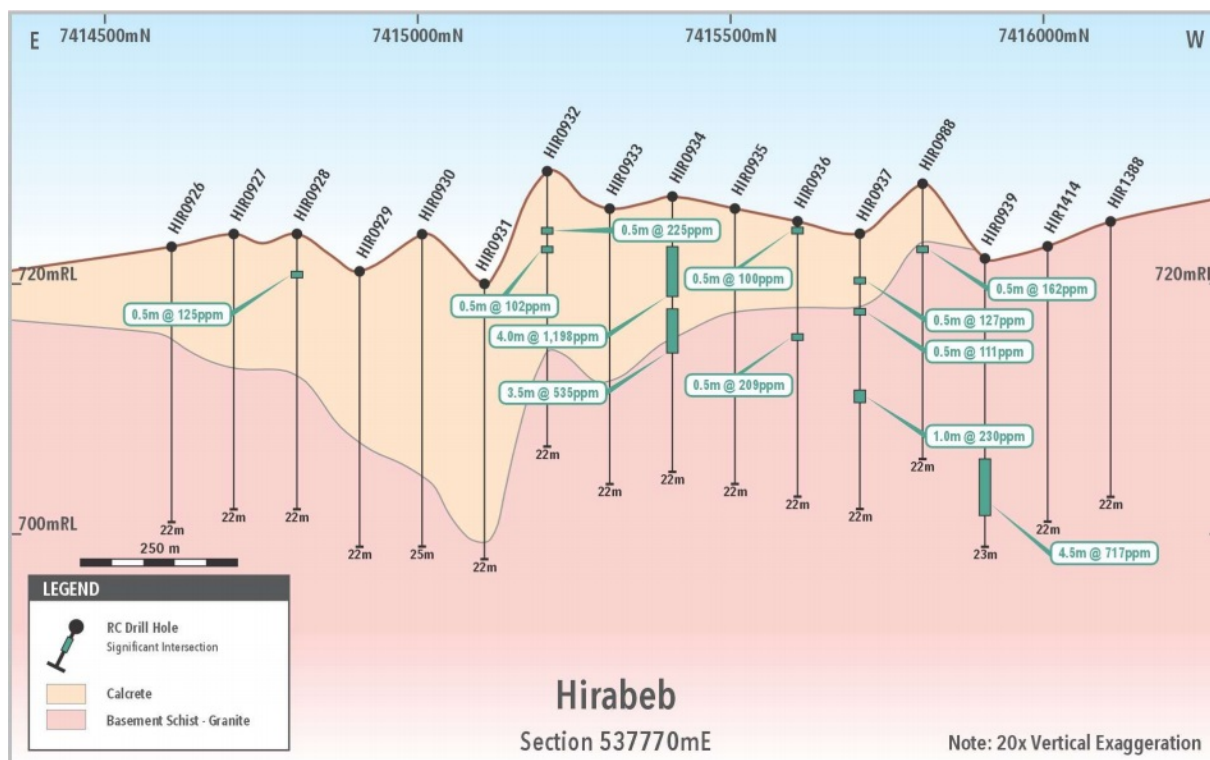 E
7414500mN
7415000mN
7415500mN
7416000mN
W
HIR0926
HIR0927
HIR0928
HIR0929
HIR0930
HIR0931
HIR0932
HIR0933
HIR0934
HIR0935
HIR0936
HIR0937
HIR0988
HIR0939
HIR1414
HIR1388
720mRL
720mRL
0.5m @ 225ppm
0.5m @ 100ppm
0.5m @ 162ppm
0.5m @ 102ppm
0.5m @ 125ppm
0.5m @ 127ppm
4.0m @ 1,198ppm
0.5m @ 111ppm
0.5m @ 209ppm
3.5m @ 535ppm
1.0m @ 230ppm
4.5m @ 717ppm
700mRL
22m
22m
22m
22m
25m
22m
22m
22m
22m
22m
22m
22m
22m
23m
22m
22m
250 m
LEGEND
RC Drill Hole
Significant Intersection
Calcrete
Basement Schist - Granite
Hirabeb
Section 537770mE
Note: 20x Vertical Exaggeration